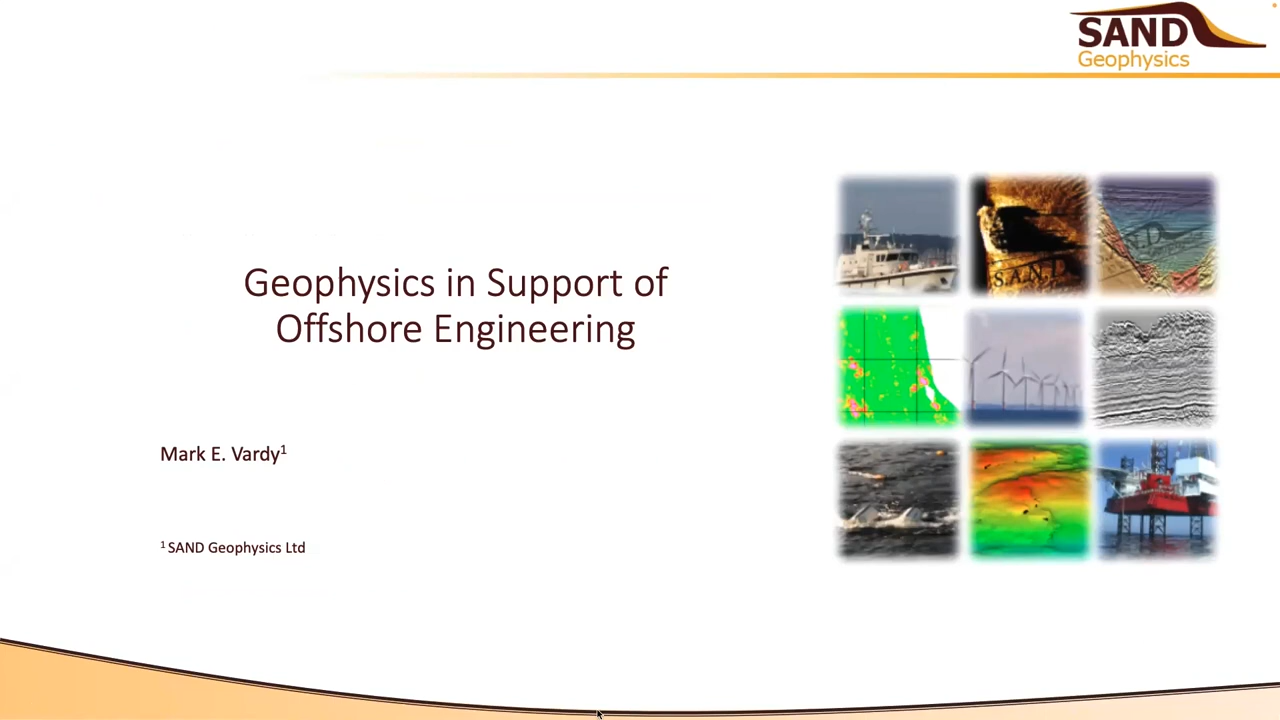 SAND
Geophysics
Geophysics in Support of
Offshore Engineering
S.A.N.D
Mark E. Vardy¹
¹ SAND Geophysics Ltd